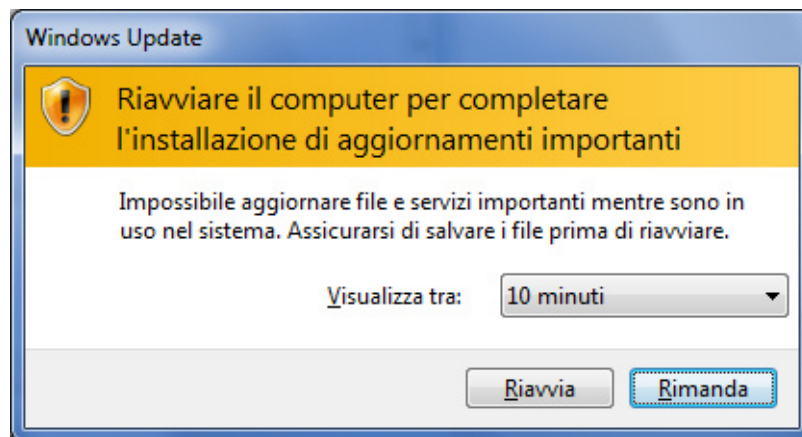 Windows Update
Riavviare il computer per completare
l'installazione di aggiornamenti importanti
Impossibile aggiornare file e servizi importanti mentre sono in
uso nel sistema. Assicurarsi di salvare i file prima di riavviare.
Visualizza tra: 10 minuti
Riavvia Rimanda